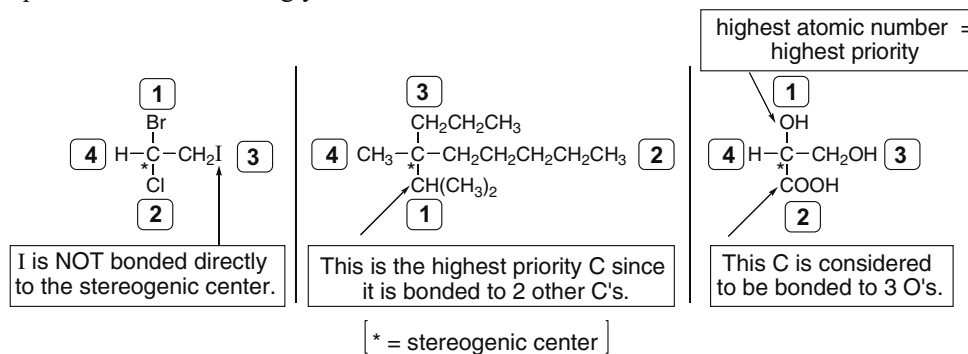 1
Br
4 H–C–CH₂I 3
*
Cl
2
I is NOT bonded directly
to the stereogenic center.
3
CH₂CH₂CH₃
4 CH₃–C–CH₂CH₂CH₂CH₂CH₃ 2
*
CH(CH₃)₂
1
This is the highest priority C since
it is bonded to 2 other C's.
highest atomic number =
highest priority
1
OH
4 H–C–CH₂OH 3
*
COOH
2
This C is considered
to be bonded to 3 O's.
[* = stereogenic center]